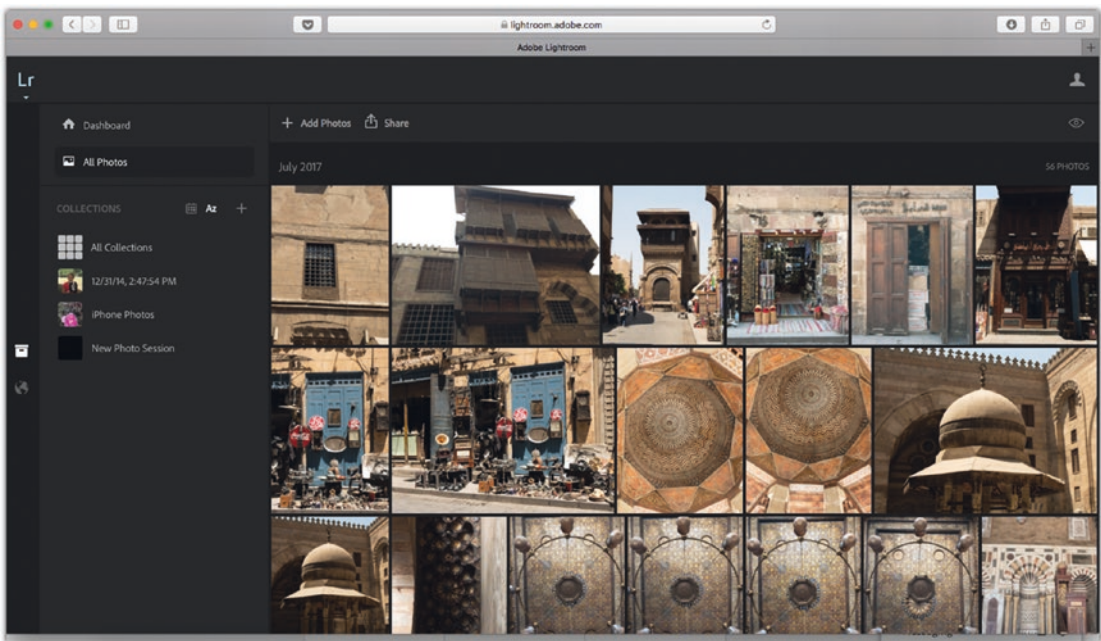 lightroom.adobe.com
Adobe Lightroom
Lr
Dashboard
+ Add Photos Share
All Photos
July 2017 56 PHOTOS
COLLECTIONS Az +
All Collections
12/31/14, 2:47:54 PM
iPhone Photos
New Photo Session